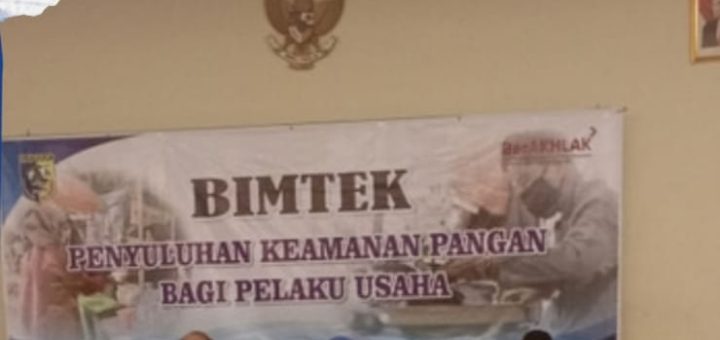 BerAKHLAK
BIMTEK
PENYULUHAN KEAMANAN PANGAN
BAGI PELAKU USAHA